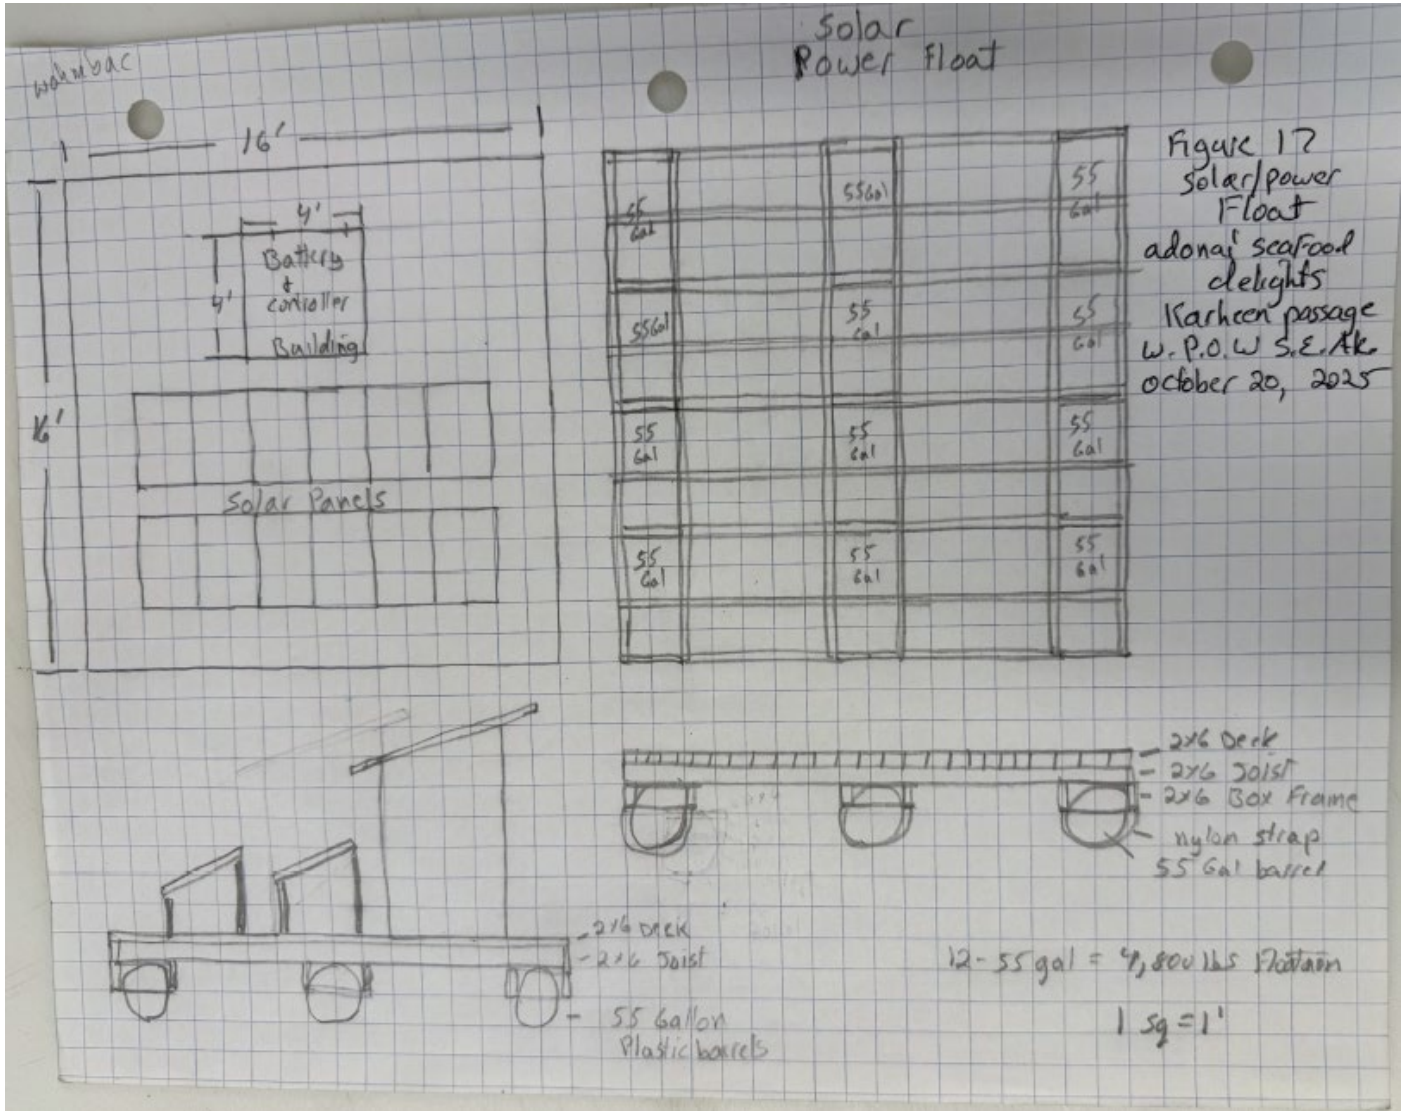 Solar
Power Float
wahmbac
16'
4'
Battery
&
controller
Building
4'
16'
Solar Panels
55
Gal
55Gal
55
Gal
55Gal
55
Gal
55
Gal
55
Gal
55
Gal
55
Gal
55
Gal
55
Gal
55
Gal
Figure 17
Solar/power
Float
adonai seafood
delights
Karheen passage
W.P.O.W S.E. Ak.
October 20, 2025
2x6 Deck
2x6 Joist
2x6 Box Frame
nylon strap
55 Gal barrel
2x6 Deck
2x6 Joist
55 Gallon
Plastic barrels
12-55 gal = 4,800 lbs Flotation
1 sq = 1'